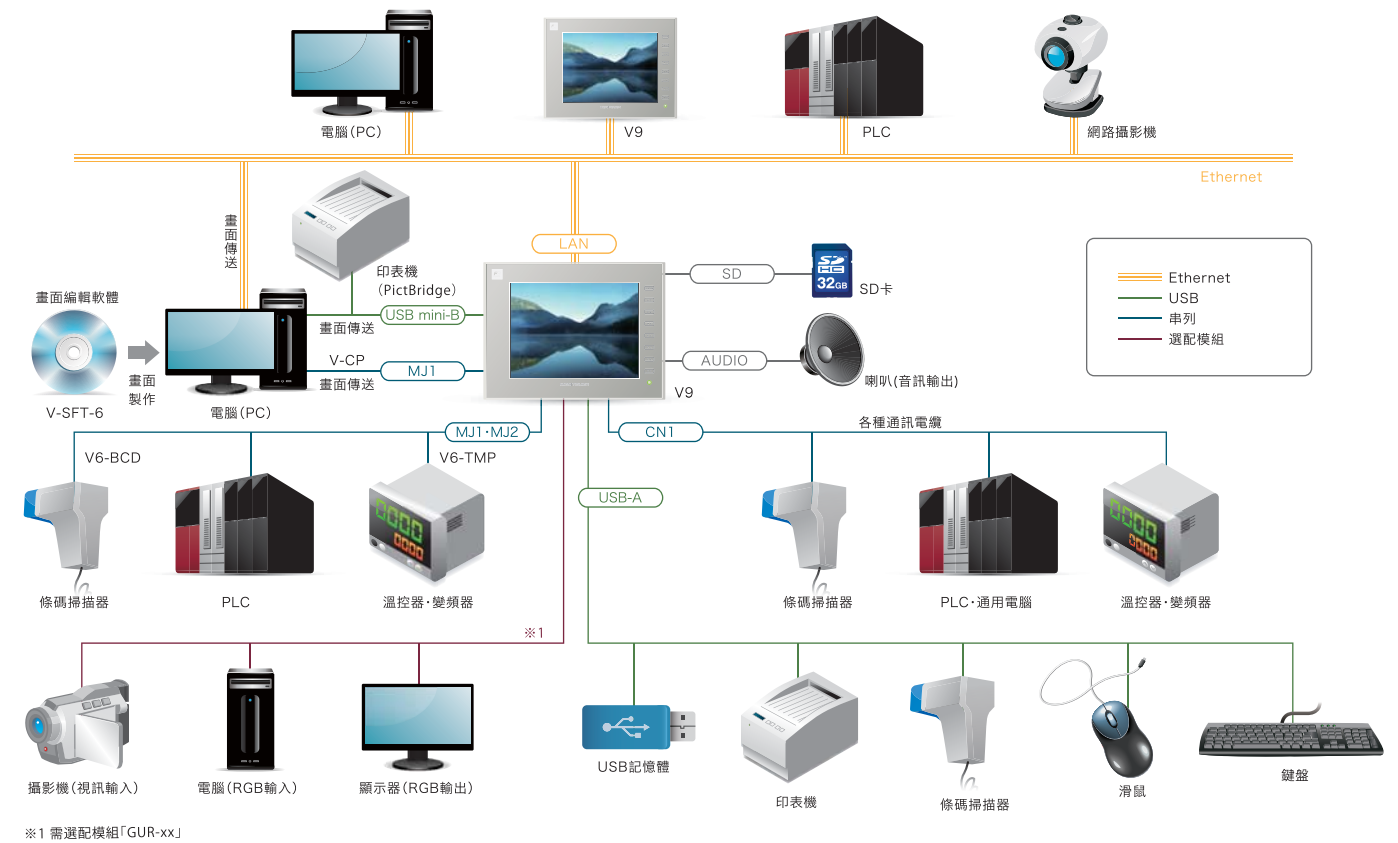 電腦(PC)
V9
PLC
網路攝影機
Ethernet
畫面傳送
印表機
(PictBridge)
LAN
SD
32GB
SD卡
Ethernet
USB
串列
選配模組
畫面編輯軟體
USB mini-B
畫面傳送
V-CP
MJ1
畫面傳送
畫面
製作
V-SFT-6
電腦(PC)
V9
AUDIO
喇叭(音訊輸出)
MJ1·MJ2
CN1
各種通訊電纜
V6-BCD
V6-TMP
USB-A
0000
0000
0000
0000
條碼掃描器
PLC
溫控器·變頻器
條碼掃描器
PLC·通用電腦
溫控器·變頻器
※1
攝影機(視訊輸入)
電腦(RGB輸入)
顯示器(RGB輸出)
USB記憶體
印表機
條碼掃描器
滑鼠
鍵盤
※1 需選配模組「GUR-xx」